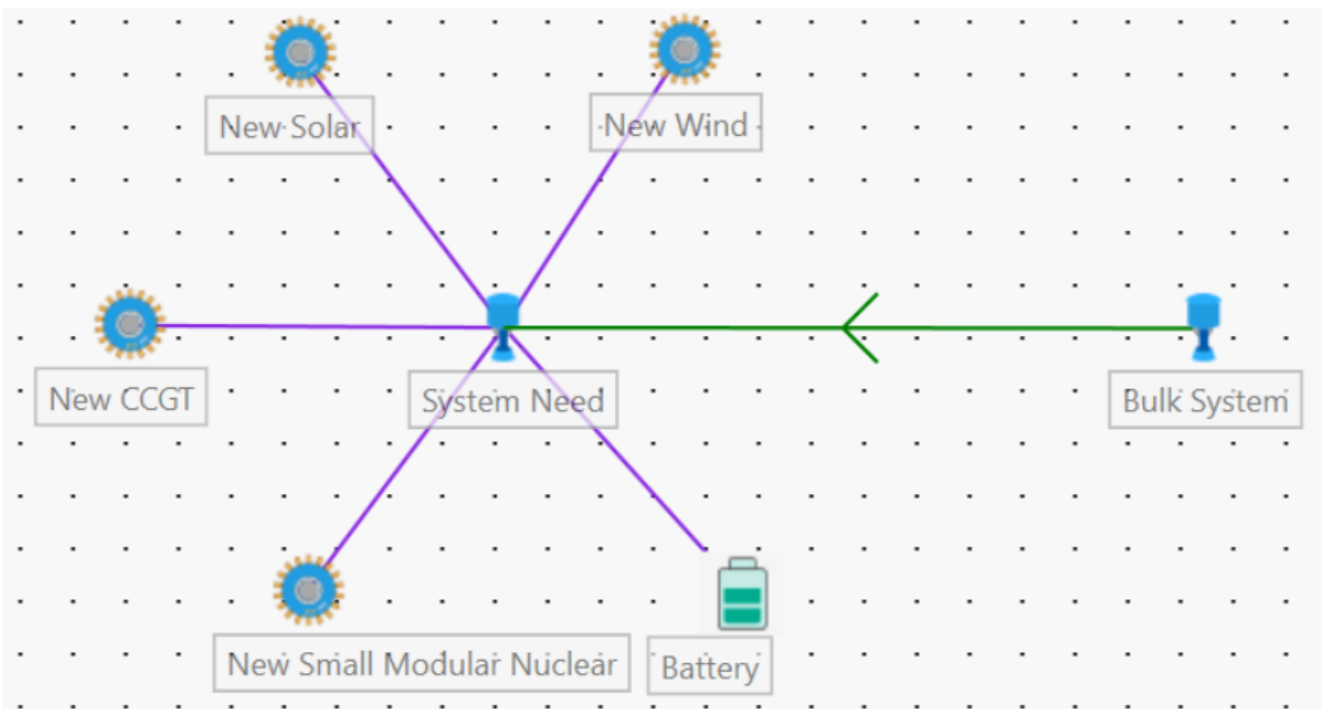 New Solar
New Wind
New CCGT
System Need
Bulk System
New Small Modular Nuclear
Battery